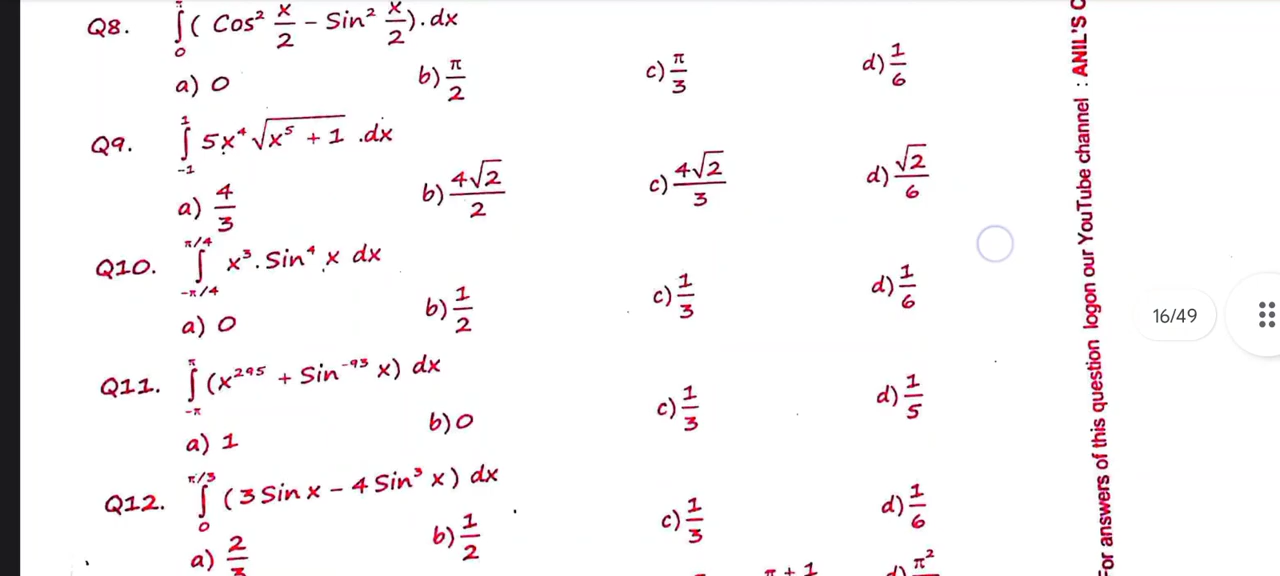 Q8. ∫₀^π ( Cos² x/2 - Sin² x/2 ).dx
a) 0 b) π/2 c) π/3 d) 1/6
Q9. ∫₋₁¹ 5x⁴ √(x⁵ + 1) .dx
a) 4/3 b) 4√2/2 c) 4√2/3 d) √2/6
Q10. ∫_{-π/4}^{π/4} x³. Sin⁴ x dx
a) 0 b) 1/2 c) 1/3 d) 1/6
Q11. ∫_{-π}^{π} (x²⁹⁵ + Sin⁻⁹³ x) dx
a) 1 b) 0 c) 1/3 d) 1/5
Q12. ∫₀^{π/3} (3 Sin x - 4 Sin³ x) dx
a) 2/3 b) 1/2 c) 1/3 d) 1/6
π + 1 d) π²
For answers of this question logon our YouTube channel : ANIL'S
16/49